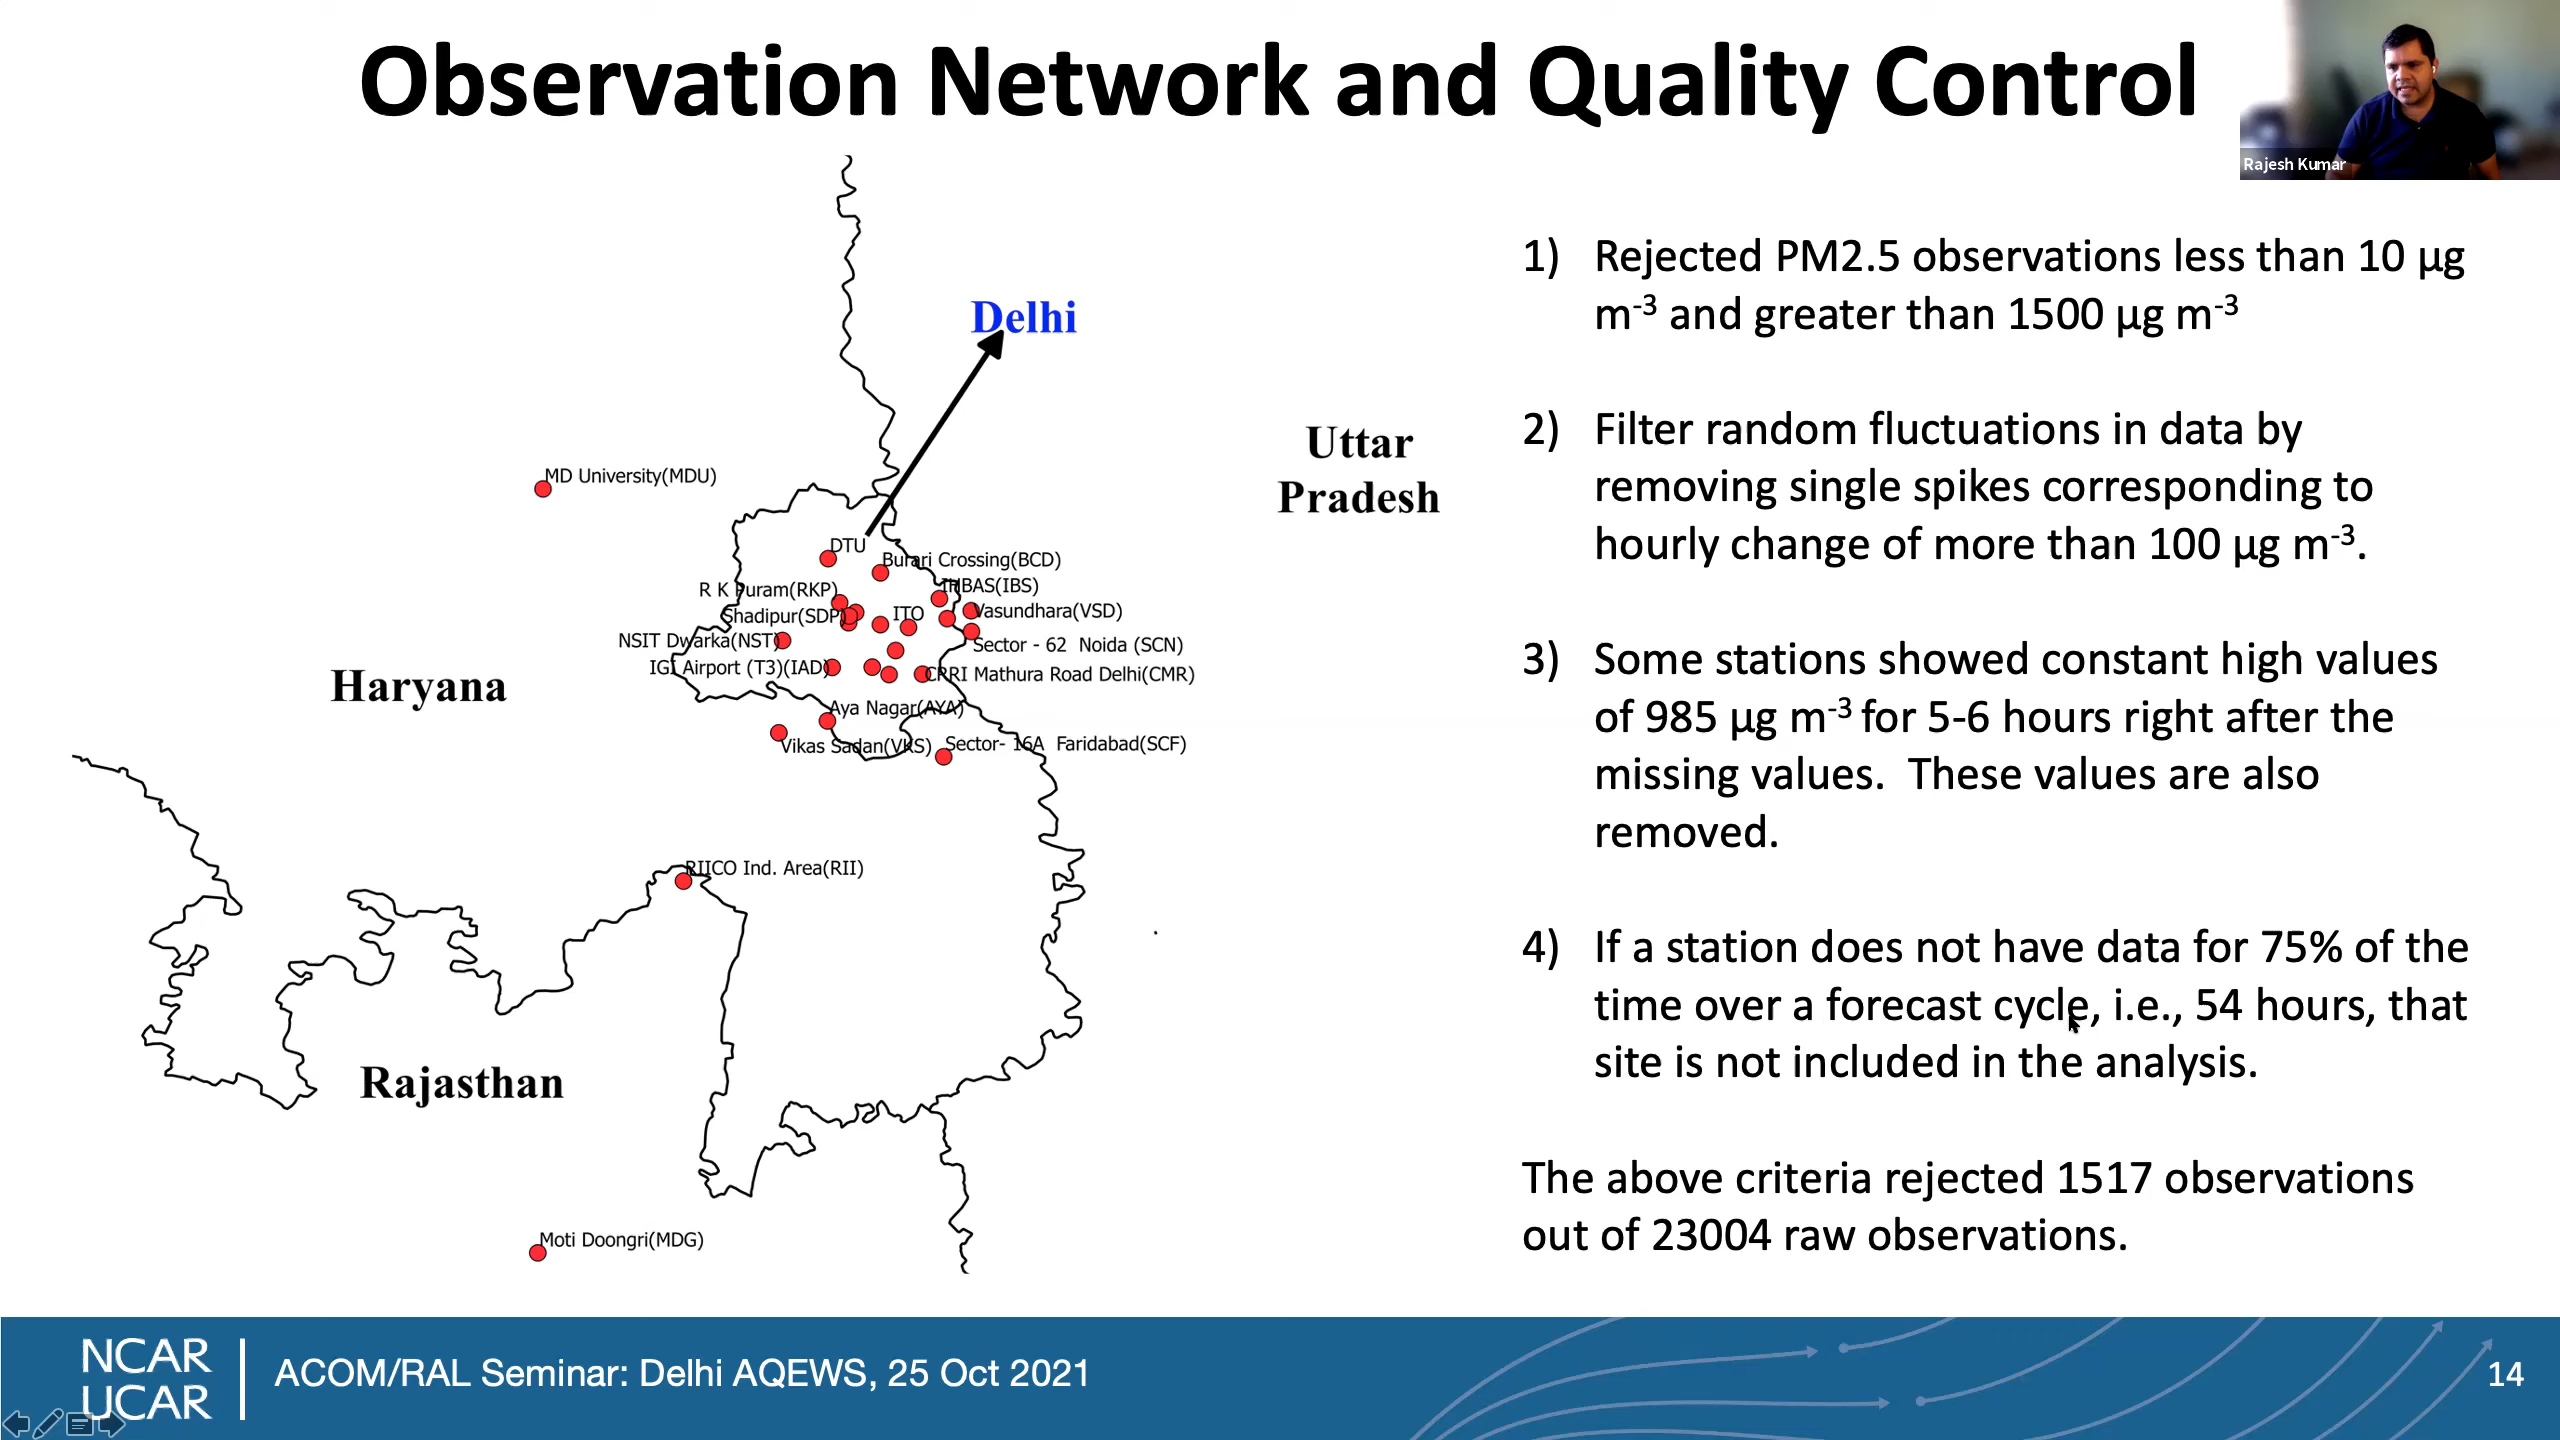 Observation Network and Quality Control
Rajesh Kumar
Delhi
Uttar
Pradesh
MD University(MDU)
DTU
Burari Crossing(BCD)
IHBAS(IBS)
R K Puram(RKP)
Shadipur(SDP)
ITO
Vasundhara(VSD)
NSIT Dwarka(NST)
Sector - 62 Noida (SCN)
IGI Airport (T3)(IAD)
CRRI Mathura Road Delhi(CMR)
Haryana
Aya Nagar(AYA)
Vikas Sadan(VKS)
Sector- 16A Faridabad(SCF)
RIICO Ind. Area(RII)
Rajasthan
Moti Doongri(MDG)
1) Rejected PM2.5 observations less than 10 µg
m-3 and greater than 1500 µg m-3
2) Filter random fluctuations in data by
removing single spikes corresponding to
hourly change of more than 100 µg m-3.
3) Some stations showed constant high values
of 985 µg m-3 for 5-6 hours right after the
missing values. These values are also
removed.
4) If a station does not have data for 75% of the
time over a forecast cycle, i.e., 54 hours, that
site is not included in the analysis.
The above criteria rejected 1517 observations
out of 23004 raw observations.
NCAR
UCAR
ACOM/RAL Seminar: Delhi AQEWS, 25 Oct 2021
14